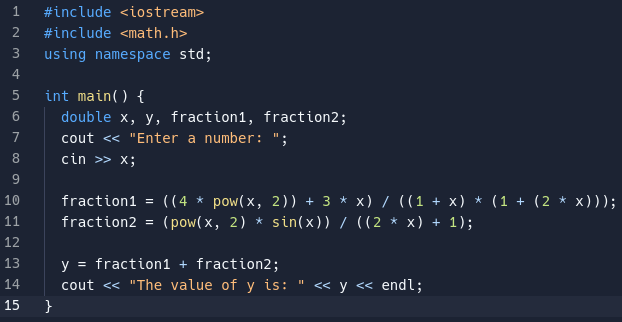 1 #include <iostream>
2 #include <math.h>
3 using namespace std;
4
5 int main() {
6   double x, y, fraction1, fraction2;
7   cout << "Enter a number: ";
8   cin >> x;
9
10   fraction1 = ((4 * pow(x, 2)) + 3 * x) / ((1 + x) * (1 + (2 * x)));
11   fraction2 = (pow(x, 2) * sin(x)) / ((2 * x) + 1);
12
13   y = fraction1 + fraction2;
14   cout << "The value of y is: " << y << endl;
15 }